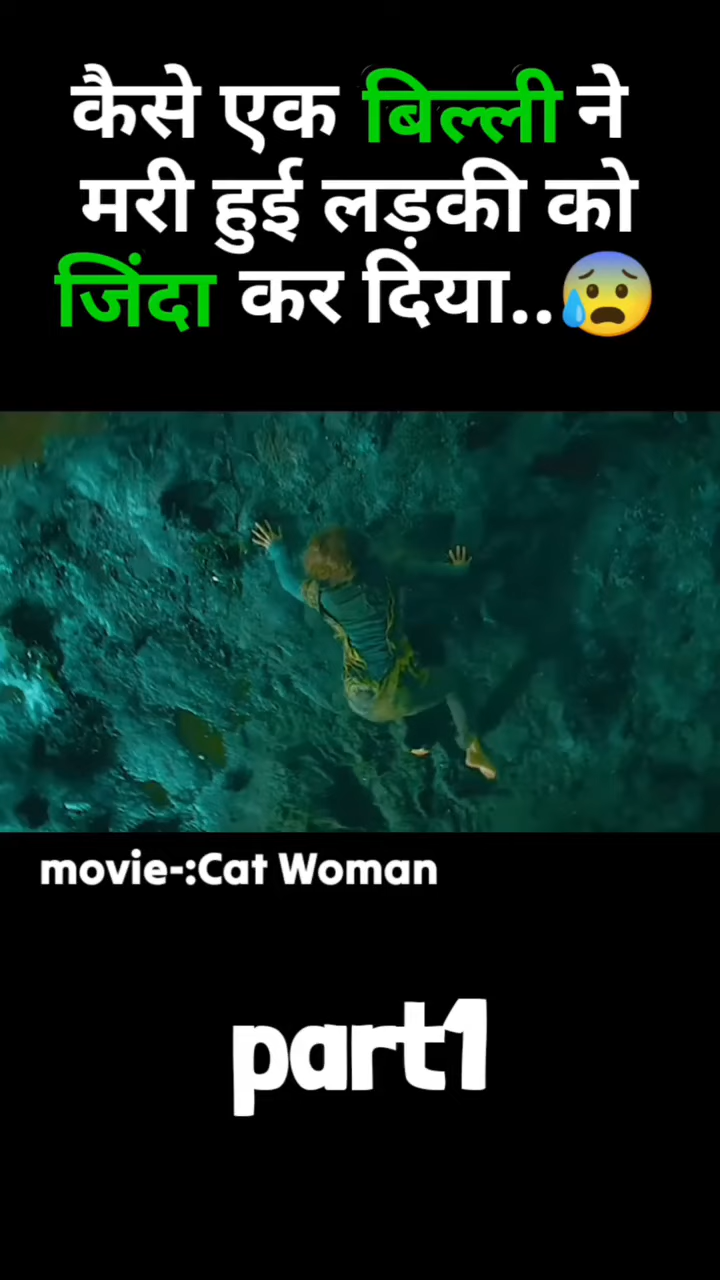 कैसे एक बिल्ली ने
मरी हुई लड़की को
जिंदा कर दिया..😰
movie-:Cat Woman
part1